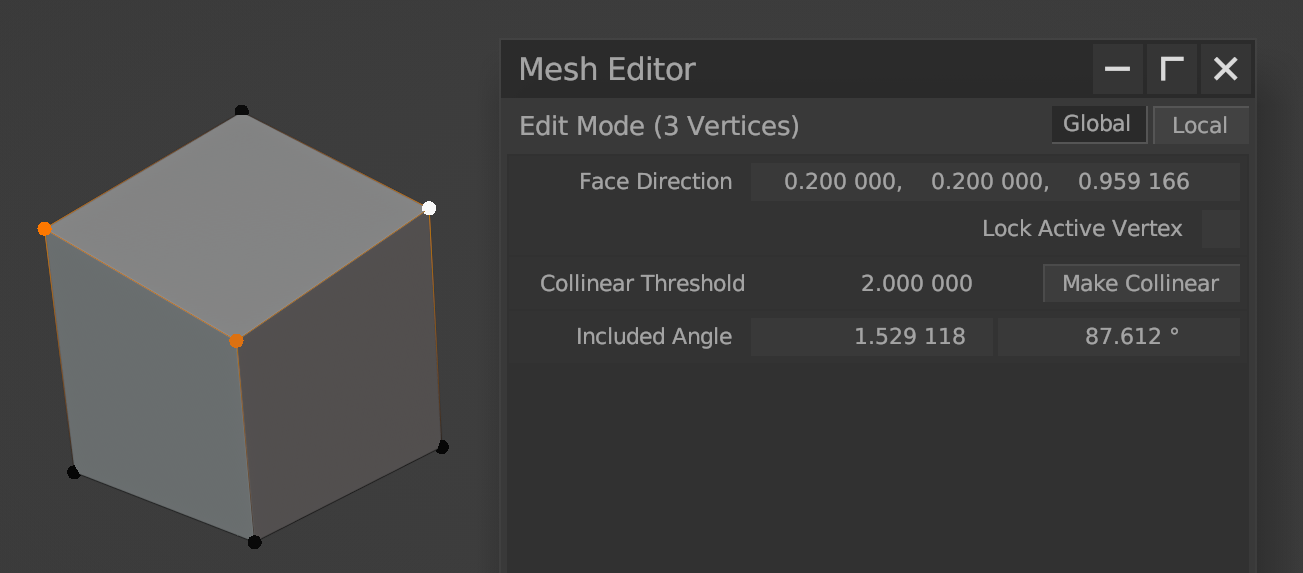 Mesh Editor
Edit Mode (3 Vertices) Global Local
Face Direction 0.200 000, 0.200 000, 0.959 166
Lock Active Vertex
Collinear Threshold 2.000 000 Make Collinear
Included Angle 1.529 118 87.612 °